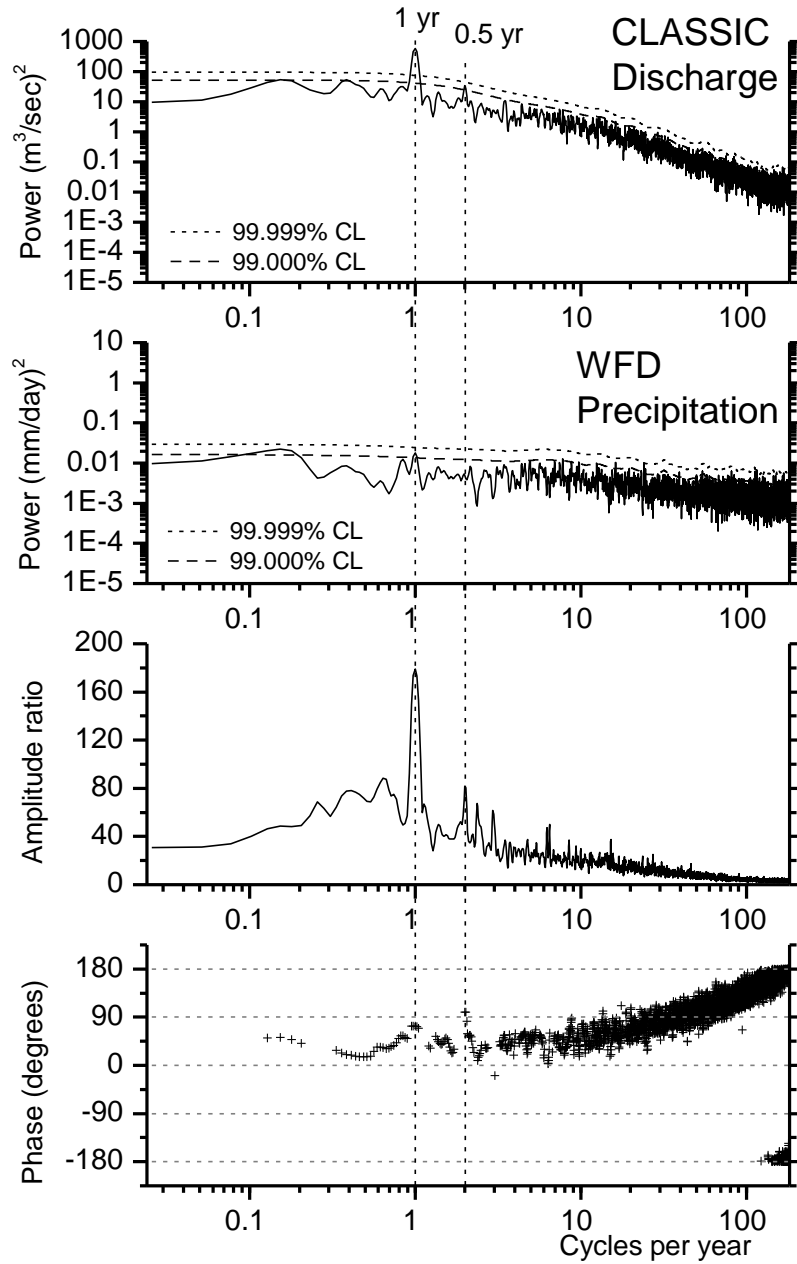 1 yr
0.5 yr
CLASSIC
Discharge
Power (m³/sec)²
1000
100
10
1
0.1
0.01
1E-3
1E-4
1E-5
99.999% CL
99.000% CL
0.1 1 10 100
WFD
Precipitation
Power (mm/day)²
10
1
0.1
0.01
1E-3
1E-4
1E-5
99.999% CL
99.000% CL
0.1 1 10 100
Amplitude ratio
200
160
120
80
40
0
0.1 1 10 100
Phase (degrees)
180
90
0
-90
-180
0.1 1 10 100
Cycles per year